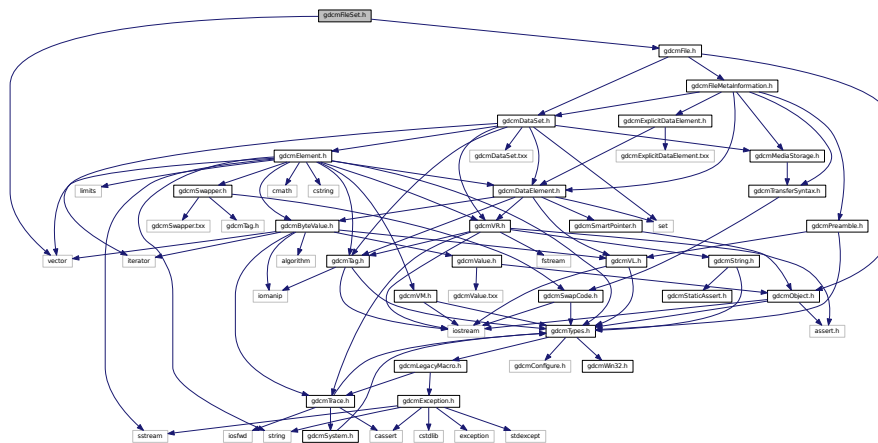 gdcmFileSet.h
gdcmFile.h
gdcmFileMetaInformation.h
gdcmDataSet.h
gdcmExplicitDataElement.h
gdcmElement.h
gdcmDataSet.txx
gdcmExplicitDataElement.txx
gdcmMediaStorage.h
limits
gdcmSwapper.h
cmath
cstring
gdcmDataElement.h
gdcmTransferSyntax.h
gdcmSwapper.txx
gdcmTag.h
gdcmByteValue.h
gdcmVR.h
gdcmSmartPointer.h
set
gdcmPreamble.h
vector
iterator
algorithm
gdcmTag.h
gdcmValue.h
fstream
gdcmVL.h
gdcmString.h
iomanip
gdcmVM.h
gdcmValue.txx
gdcmSwapCode.h
gdcmStaticAssert.h
gdcmObject.h
iostream
gdcmTypes.h
assert.h
gdcmLegacyMacro.h
gdcmConfigure.h
gdcmWin32.h
gdcmTrace.h
gdcmException.h
sstream
iosfwd
string
gdcmSystem.h
cassert
cstdlib
exception
stdexcept